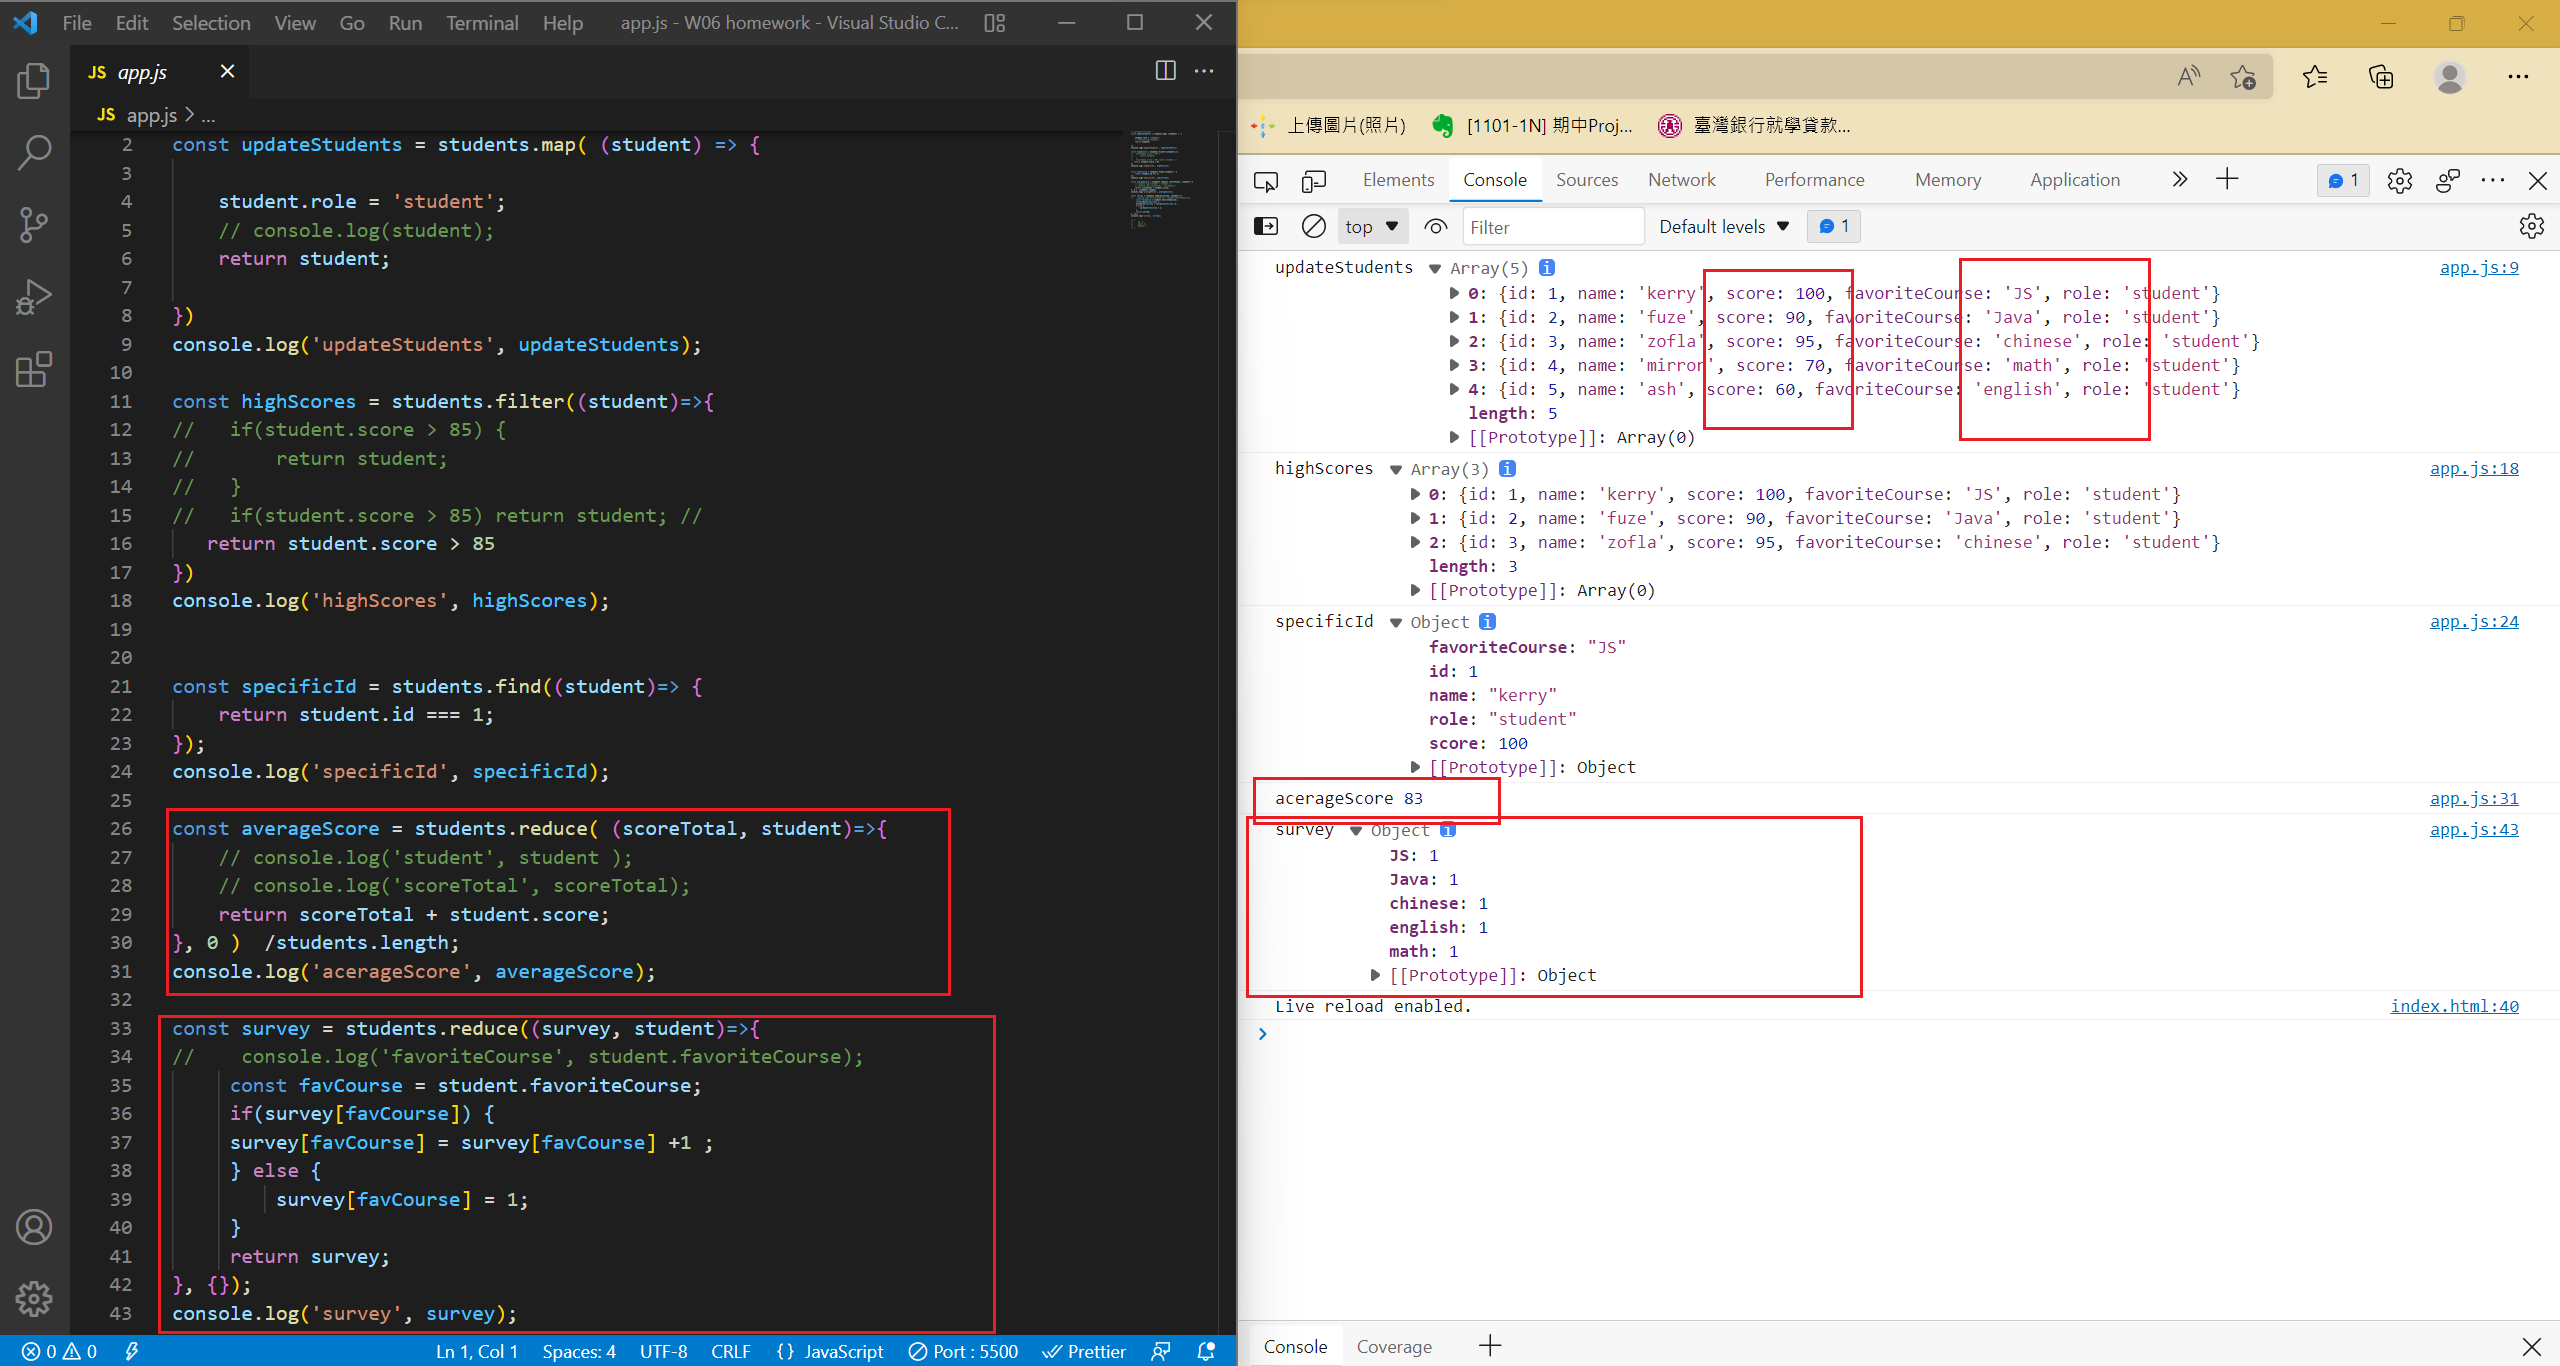 File Edit Selection View Go Run Terminal Help app.js - W06 homework - Visual Studio C...
JS app.js
JS app.js > ...
2 const updateStudents = students.map( (student) => {
3
4 student.role = 'student';
5 // console.log(student);
6 return student;
7
8 })
9 console.log('updateStudents', updateStudents);
10
11 const highScores = students.filter((student)=>{
12 // if(student.score > 85) {
13 // return student;
14 // }
15 // if(student.score > 85) return student; //
16 return student.score > 85
17 })
18 console.log('highScores', highScores);
19
20
21 const specificId = students.find((student)=> {
22 return student.id === 1;
23 });
24 console.log('specificId', specificId);
25
26 const averageScore = students.reduce( (scoreTotal, student)=>{
27 // console.log('student', student );
28 // console.log('scoreTotal', scoreTotal);
29 return scoreTotal + student.score;
30 }, 0 ) /students.length;
31 console.log('acerageScore', averageScore);
32
33 const survey = students.reduce((survey, student)=>{
34 // console.log('favoriteCourse', student.favoriteCourse);
35 const favCourse = student.favoriteCourse;
36 if(survey[favCourse]) {
37 survey[favCourse] = survey[favCourse] +1 ;
38 } else {
39 survey[favCourse] = 1;
40 }
41 return survey;
42 }, {});
43 console.log('survey', survey);
0 0 Ln 1, Col 1 Spaces: 4 UTF-8 CRLF {} JavaScript Port : 5500 Prettier
上傳圖片(照片) [1101-1N] 期中Proj... 臺灣銀行就學貸款...
Elements Console Sources Network Performance Memory Application 1
top Filter Default levels 1
updateStudents Array(5) i app.js:9
0: {id: 1, name: 'kerry', score: 100, favoriteCourse: 'JS', role: 'student'}
1: {id: 2, name: 'fuze', score: 90, favoriteCourse: 'Java', role: 'student'}
2: {id: 3, name: 'zofla', score: 95, favoriteCourse: 'chinese', role: 'student'}
3: {id: 4, name: 'mirron', score: 70, favoriteCourse: 'math', role: 'student'}
4: {id: 5, name: 'ash', score: 60, favoriteCourse: 'english', role: 'student'}
length: 5
[[Prototype]]: Array(0)
highScores Array(3) i app.js:18
0: {id: 1, name: 'kerry', score: 100, favoriteCourse: 'JS', role: 'student'}
1: {id: 2, name: 'fuze', score: 90, favoriteCourse: 'Java', role: 'student'}
2: {id: 3, name: 'zofla', score: 95, favoriteCourse: 'chinese', role: 'student'}
length: 3
[[Prototype]]: Array(0)
specificId Object i app.js:24
favoriteCourse: "JS"
id: 1
name: "kerry"
role: "student"
score: 100
[[Prototype]]: Object
acerageScore 83 app.js:31
survey Object i app.js:43
JS: 1
Java: 1
chinese: 1
english: 1
math: 1
[[Prototype]]: Object
Live reload enabled. index.html:40
Console Coverage